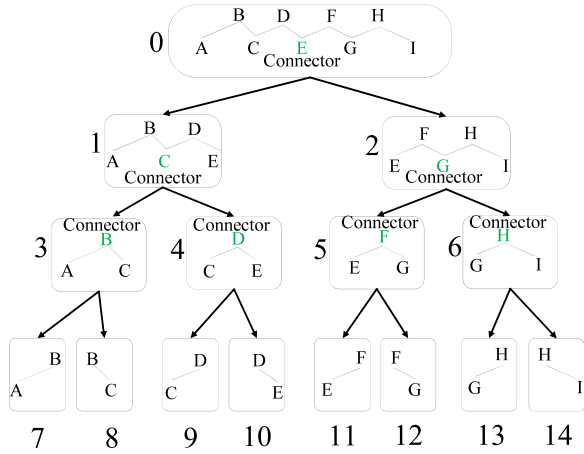 B D F H
0
A C E G I
Connector
1
B D
A C E
Connector
2
F H
E G I
Connector
3
Connector
B
A C
4
Connector
D
C E
5
Connector
F
E G
6
Connector
H
G I
B
A
B
C
D
C
D
E
F
E
F
G
H
G
H
I
7 8 9 10 11 12 13 14